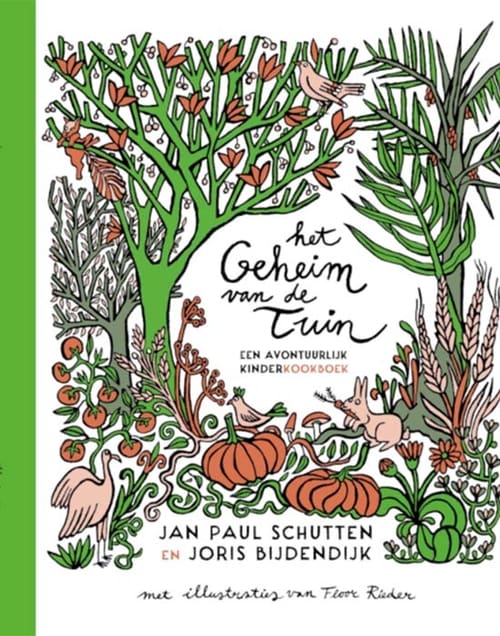 het
Geheim
van de
Tuin
EEN AVONTUURLIJK
KINDERKOOKBOEK
JAN PAUL SCHUTTEN
EN JORIS BIJDENDIJK
met illustraties van Floor Rieder